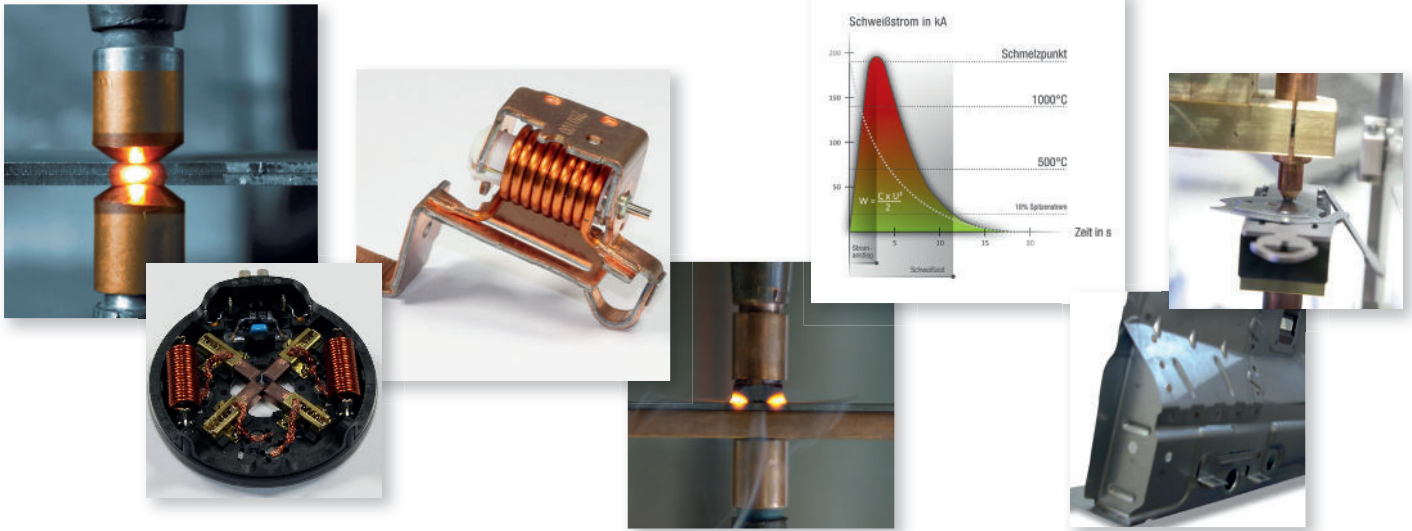 Schweißstrom in kA
200
Schmelzpunkt
150
1000°C
100
500°C
50
W = C x U²
2
10% Spitzenstrom
5
10
15
20
Zeit in s
Strom-
anstieg
Schweißzeit